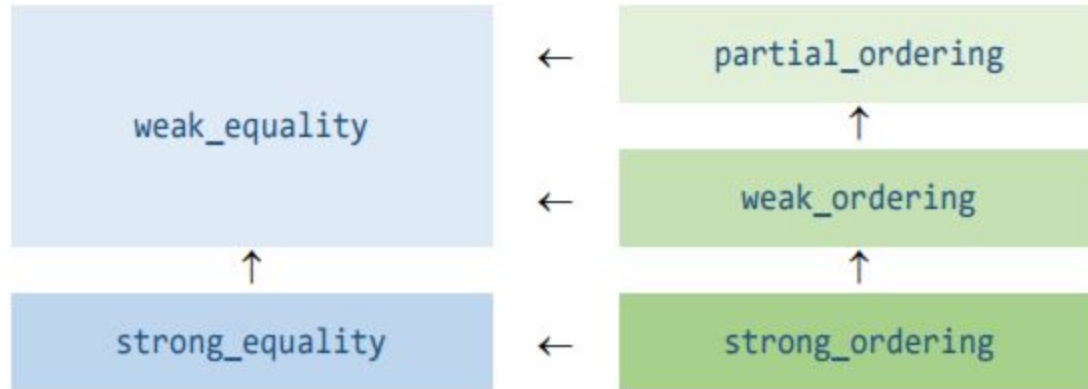 ← partial_ordering
weak_equality
↑
← weak_ordering
↑ ↑
strong_equality ← strong_ordering